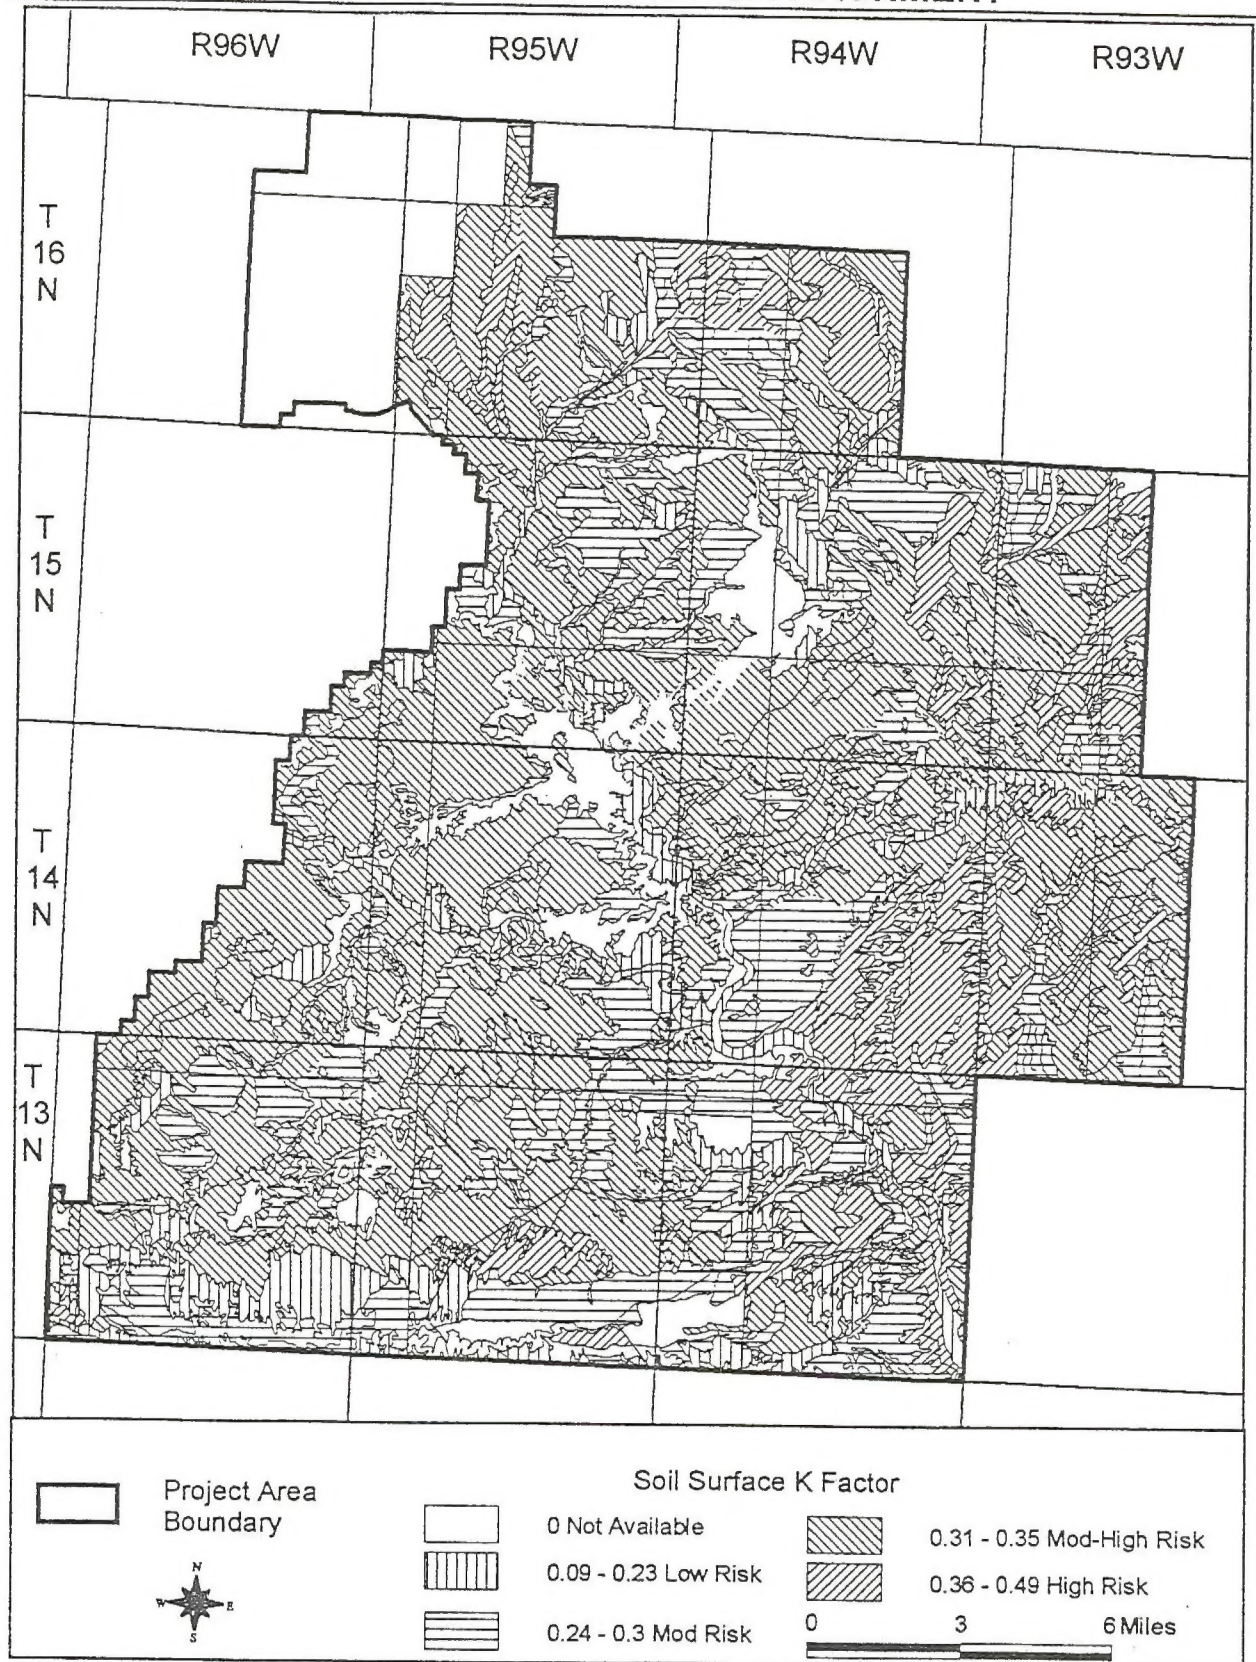 R96W R95W R94W R93W
T
16
N
T
15
N
T
14
N
T
13
N
Project Area
Boundary
N
W E
S
Soil Surface K Factor
0 Not Available
0.09 - 0.23 Low Risk
0.24 - 0.3 Mod Risk
0.31 - 0.35 Mod-High Risk
0.36 - 0.49 High Risk
0 3 6 Miles